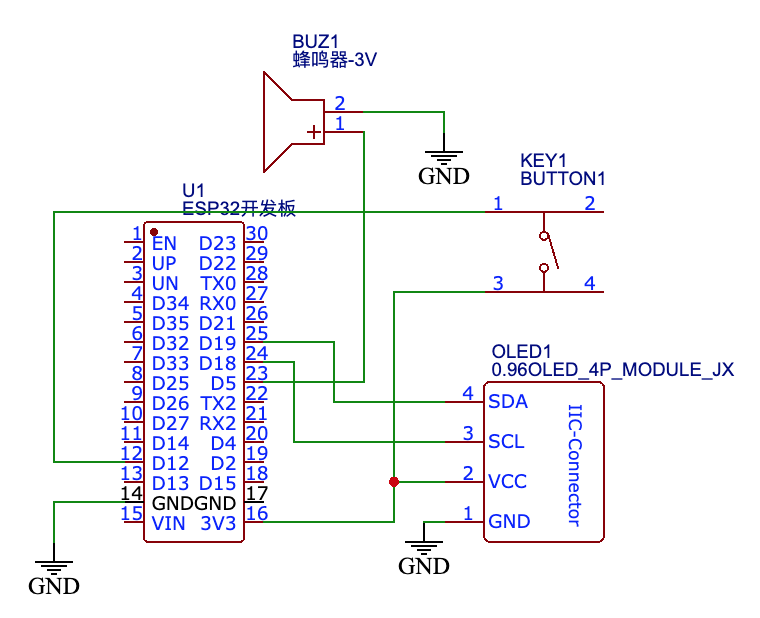 BUZ1
蜂鸣器-3V
2
1
GND
KEY1
BUTTON1
1 2
3 4
U1
ESP32开发板
1 EN D23 30
2 UP D22 29
3 UN TX0 28
4 D34 RX0 27
5 D35 D21 26
6 D32 D19 25
7 D33 D18 24
8 D25 D5 23
9 D26 TX2 22
10 D27 RX2 21
11 D14 D4 20
12 D12 D2 19
13 D13 D15 18
14 GND GND 17
15 VIN 3V3 16
GND
OLED1
0.96OLED_4P_MODULE_JX
4 SDA
3 SCL
2 VCC
1 GND
IIC-Connector
GND